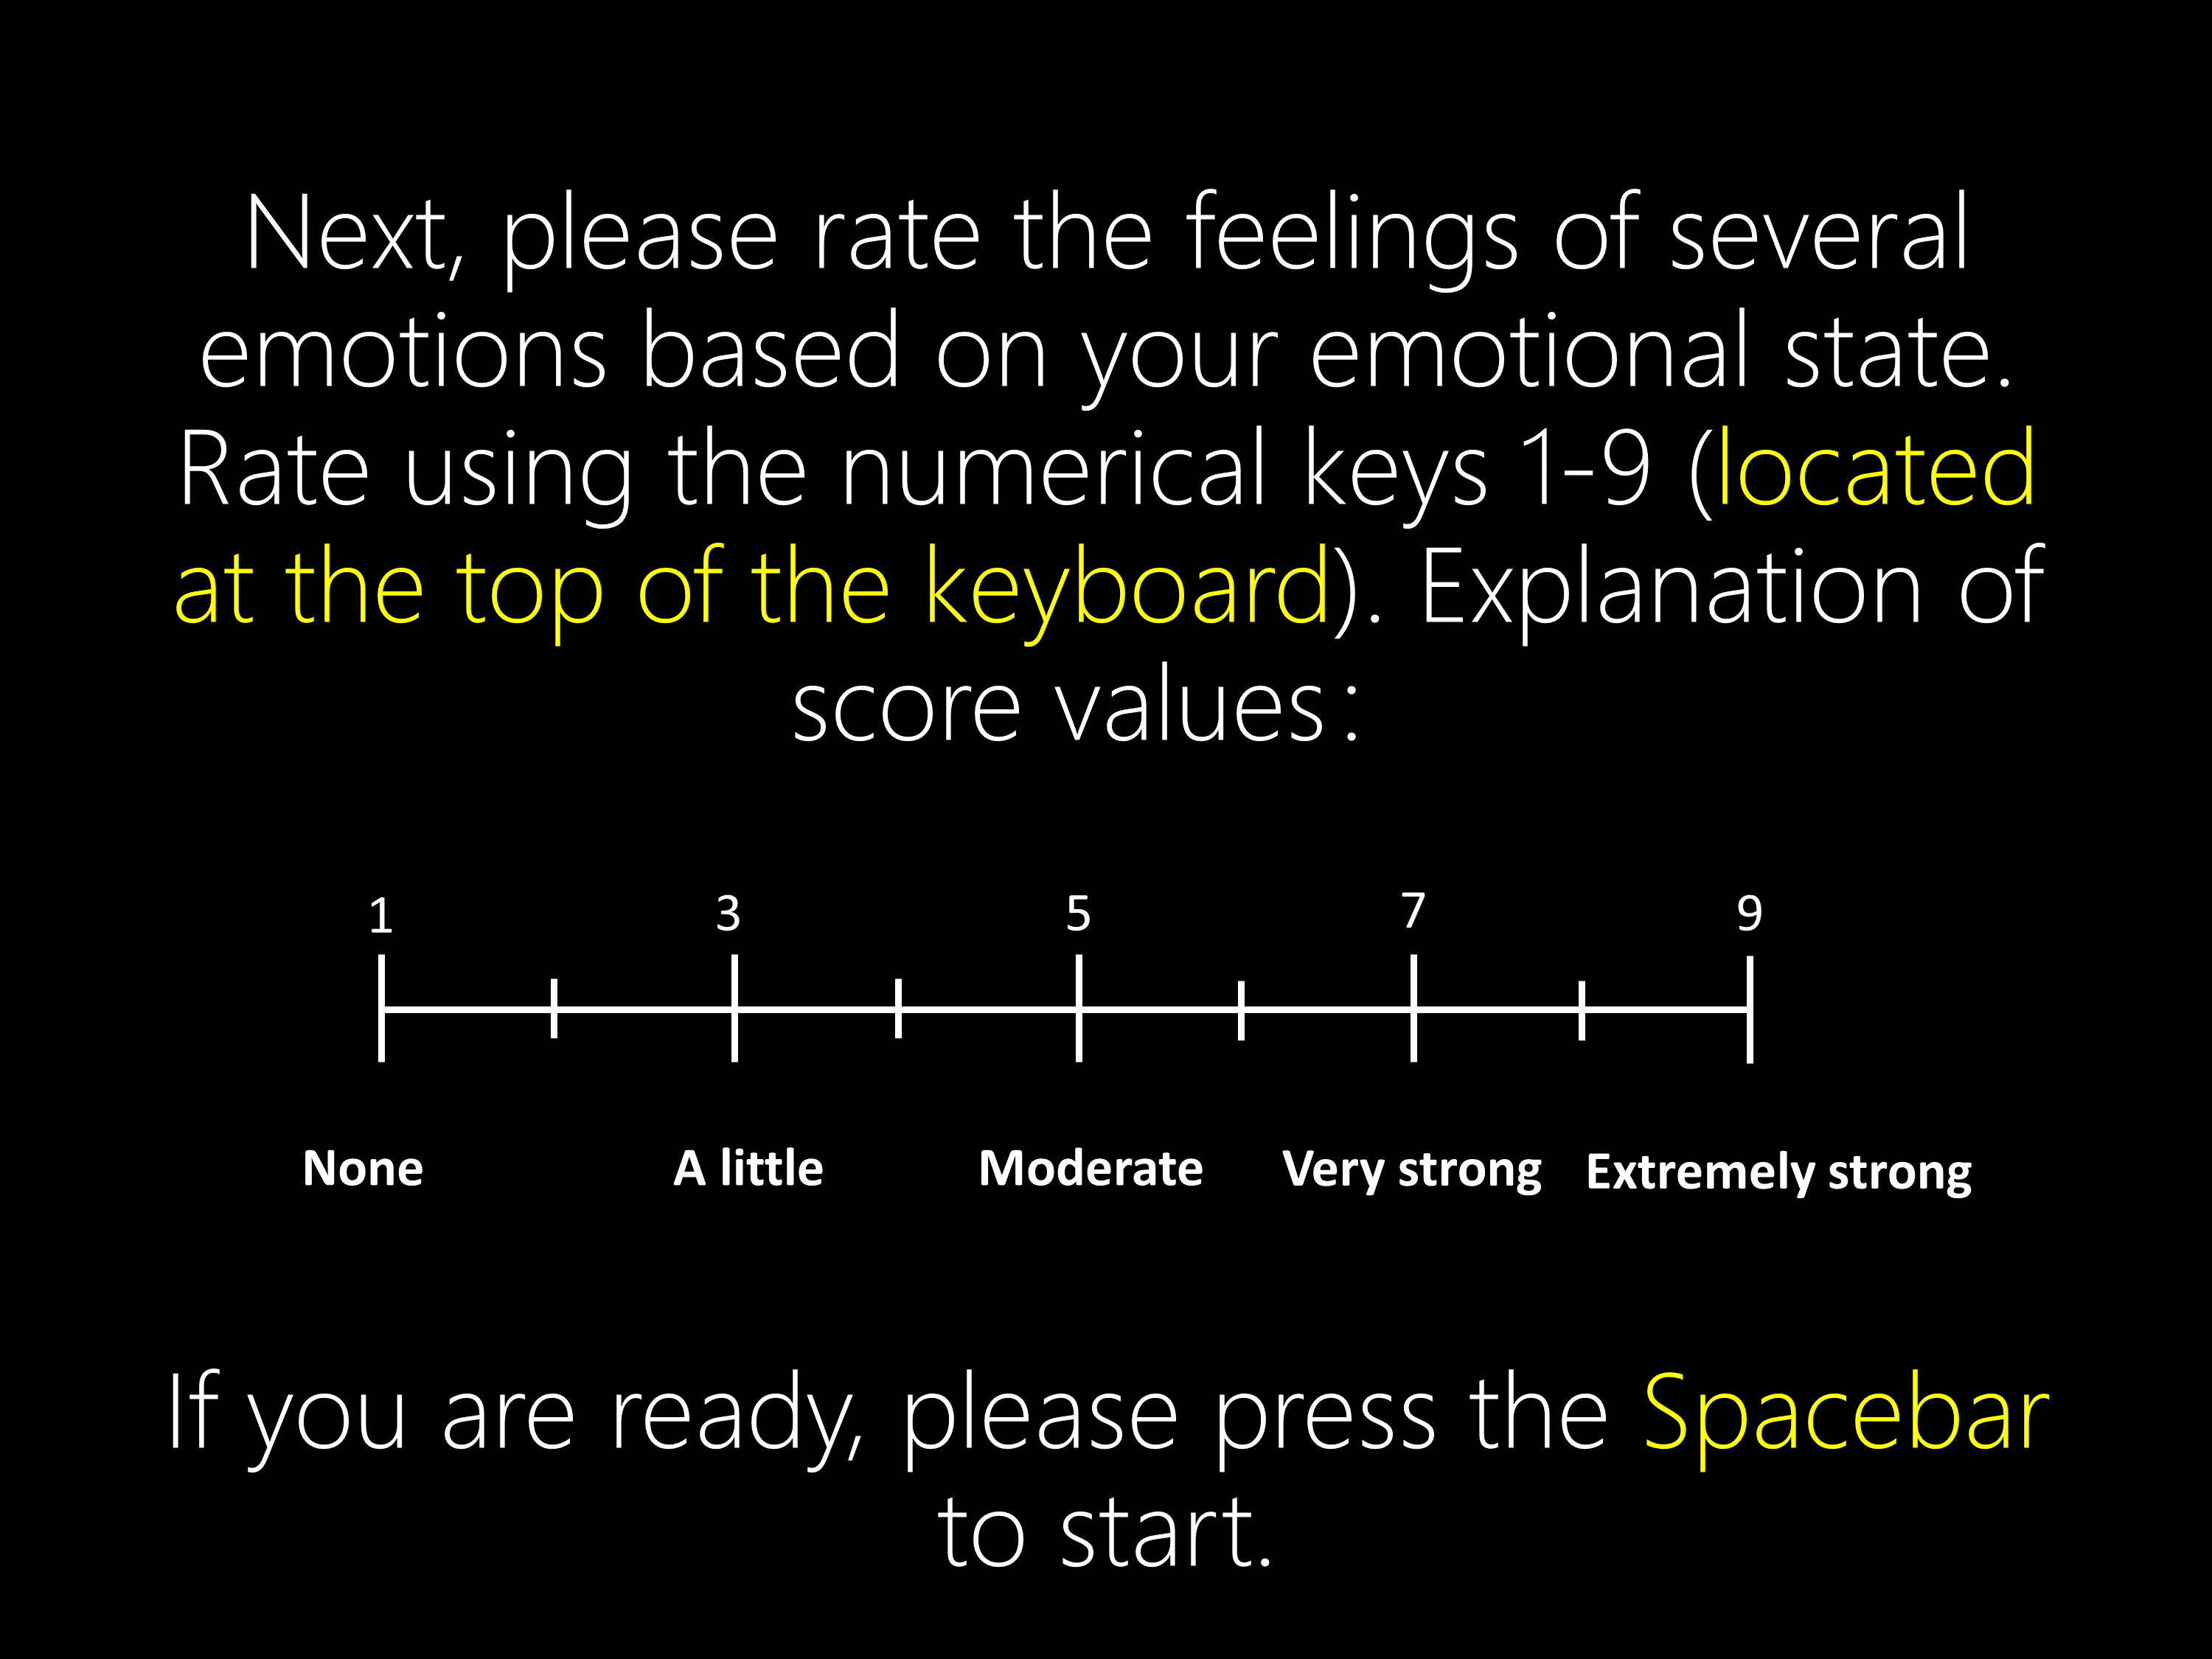 Next, please rate the feelings of several
emotions based on your emotional state.
Rate using the numerical keys 1-9 (located
at the top of the keyboard). Explanation of
score values:
1 3 5 7 9
None A little Moderate Very strong Extremely strong
If you are ready, please press the Spacebar
to start.